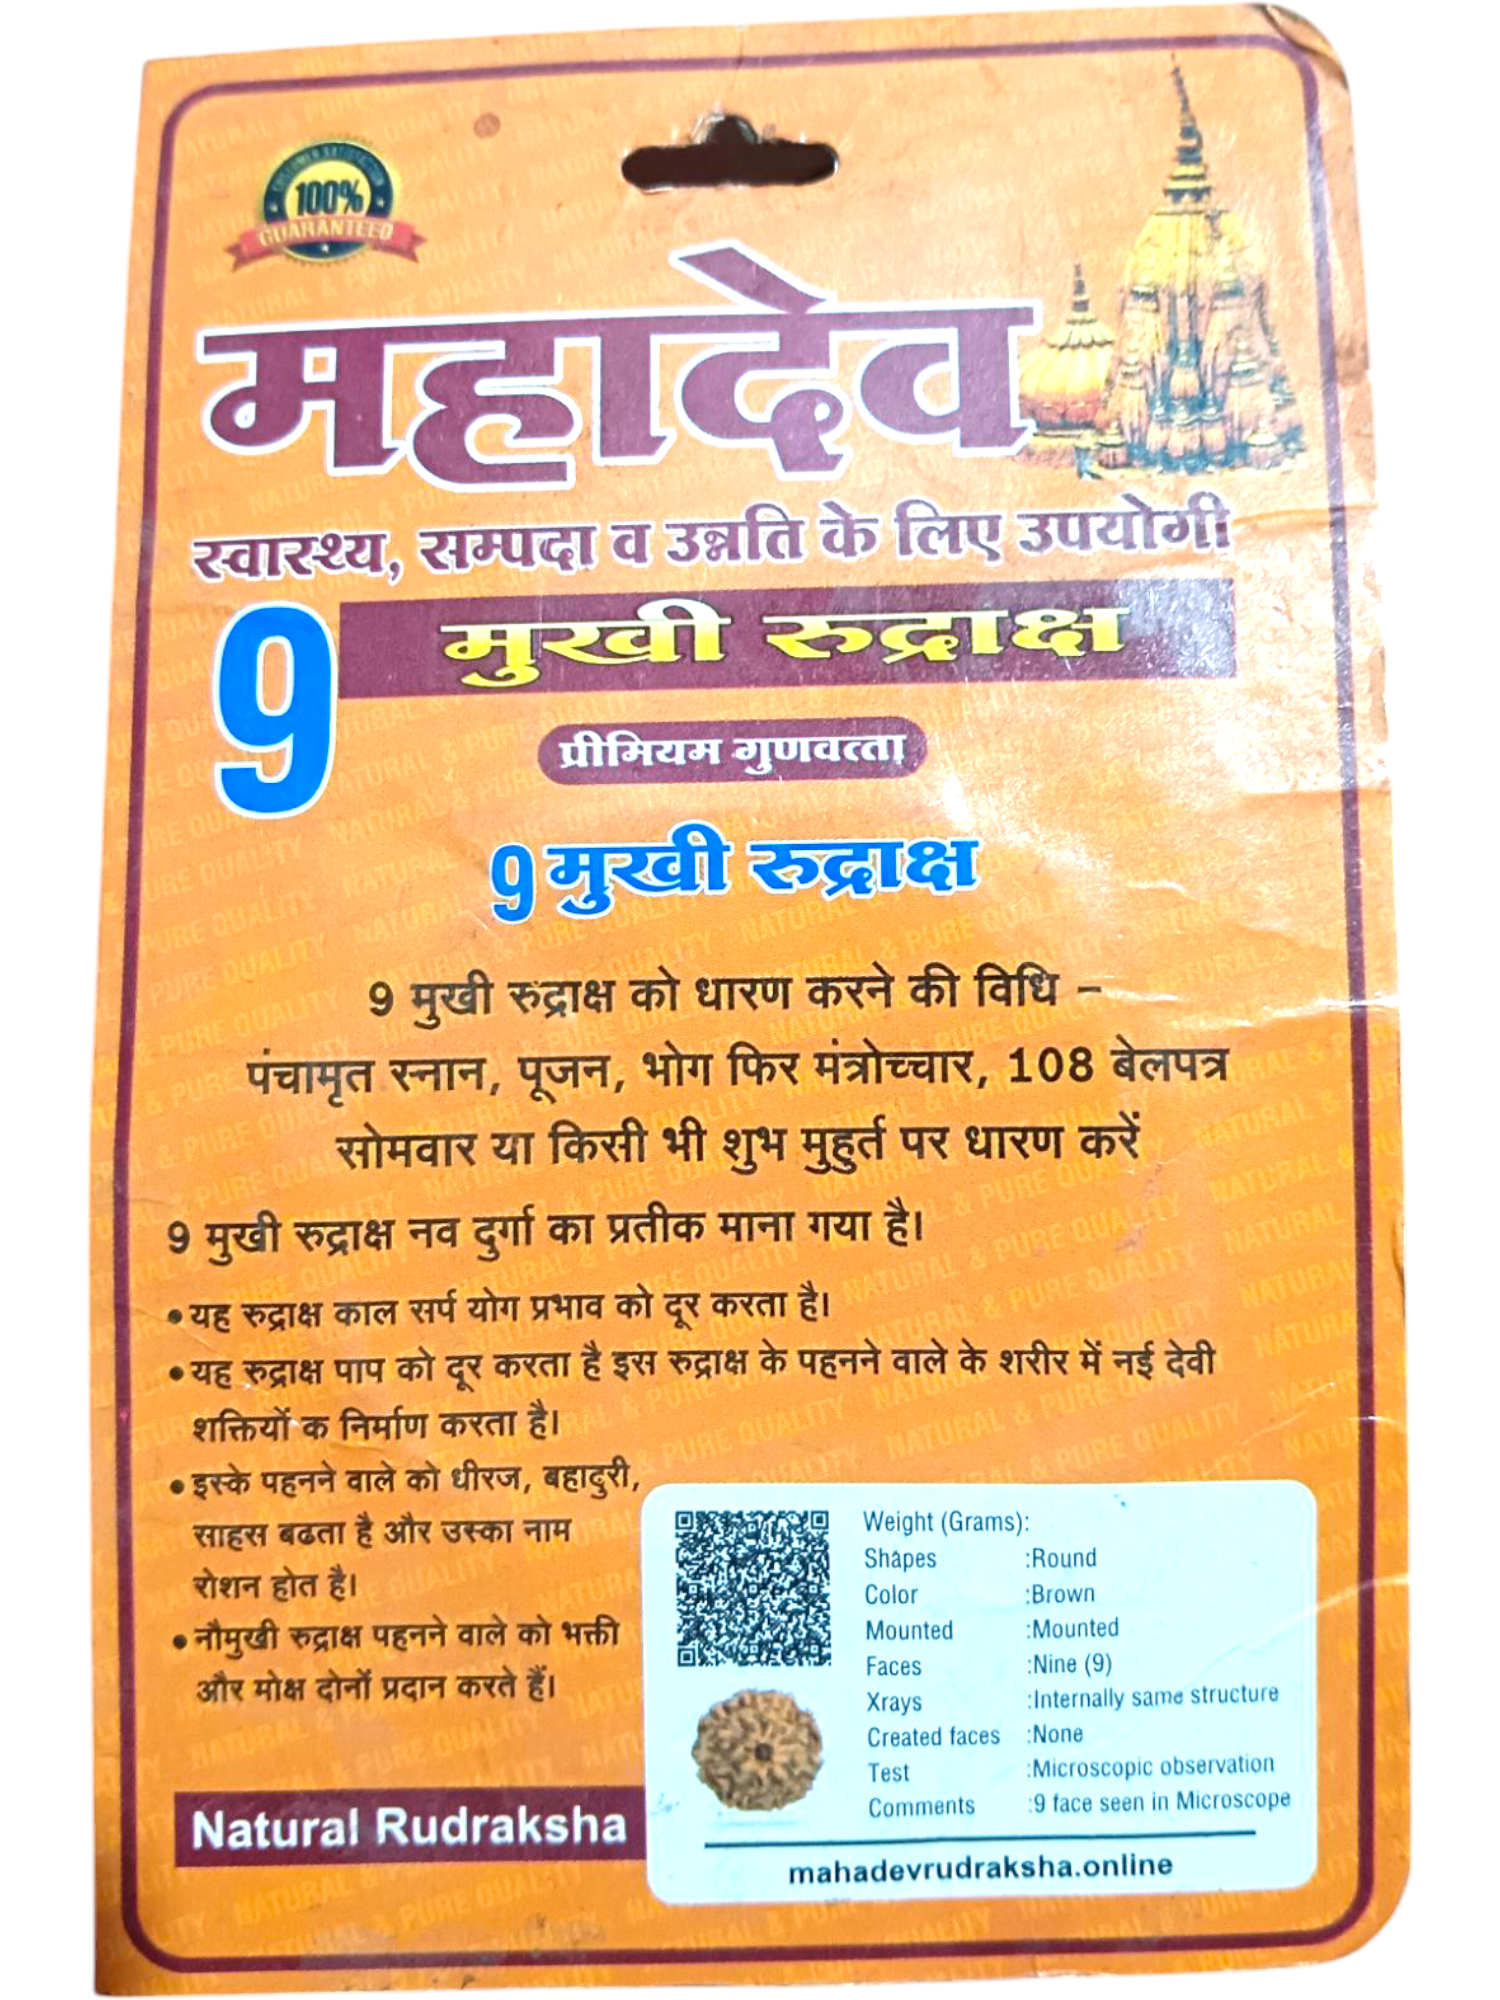 100%
GUARANTEED
महादेव
स्वास्थ्य, सम्पदा व उन्नति के लिए उपयोगी
9 मुखी रुद्राक्ष
प्रीमियम गुणवत्ता
9 मुखी रुद्राक्ष
9 मुखी रुद्राक्ष को धारण करने की विधि –
पंचामृत स्नान, पूजन, भोग फिर मंत्रोच्चार, 108 बेलपत्र
सोमवार या किसी भी शुभ मुहुर्त पर धारण करें
9 मुखी रुद्राक्ष नव दुर्गा का प्रतीक माना गया है।
• यह रुद्राक्ष काल सर्प योग प्रभाव को दूर करता है।
• यह रुद्राक्ष पाप को दूर करता है इस रुद्राक्ष के पहनने वाले के शरीर में नई देवी
शक्तियों क निर्माण करता है।
• इस्के पहनने वाले को धीरज, बहादुरी,
साहस बढता है और उस्का नाम
रोशन होत है।
• नौमुखी रुद्राक्ष पहनने वाले को भक्ती
और मोक्ष दोनों प्रदान करते हैं।
Natural Rudraksha
Weight (Grams):
Shapes :Round
Color :Brown
Mounted :Mounted
Faces :Nine (9)
Xrays :Internally same structure
Created faces :None
Test :Microscopic observation
Comments :9 face seen in Microscope
mahadevrudraksha.online